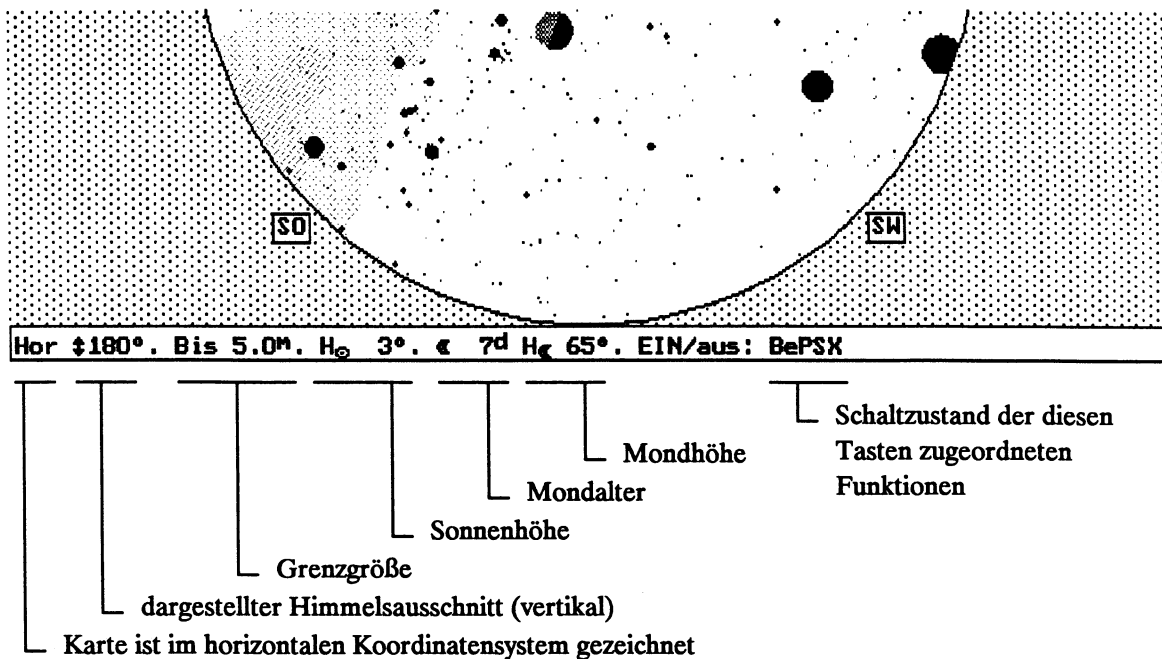 SO
SW
Hor ↕180°. Bis 5.0ᴹ. H☉ 3°. ☾ 7ᵈ H☾ 65°. EIN/aus: BePSX
Schaltzustand der diesen
Tasten zugeordneten
Funktionen
Mondhöhe
Mondalter
Sonnenhöhe
Grenzgröße
dargestellter Himmelsausschnitt (vertikal)
Karte ist im horizontalen Koordinatensystem gezeichnet